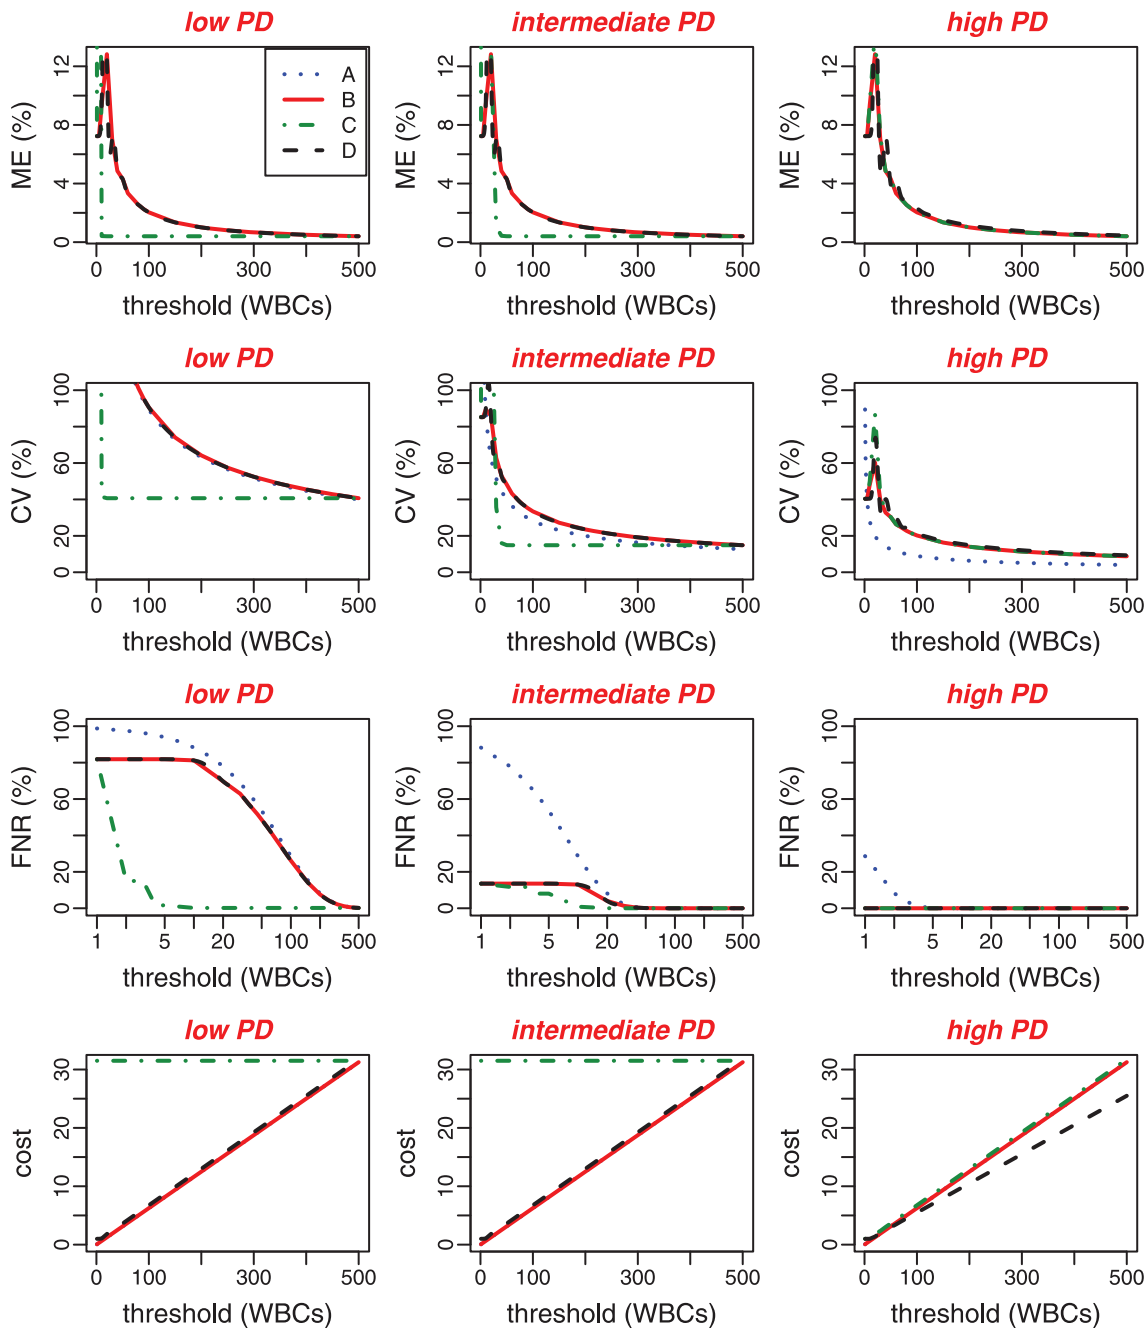 low PD
intermediate PD
high PD
ME (%)
0 4 8 12
0 100 300 500
threshold (WBCs)
A
B
C
D
ME (%)
0 4 8 12
0 100 300 500
threshold (WBCs)
ME (%)
0 4 8 12
0 100 300 500
threshold (WBCs)
low PD
intermediate PD
high PD
CV (%)
0 20 60 100
0 100 300 500
threshold (WBCs)
CV (%)
0 20 60 100
0 100 300 500
threshold (WBCs)
CV (%)
0 20 60 100
0 100 300 500
threshold (WBCs)
low PD
intermediate PD
high PD
FNR (%)
0 20 60 100
1 5 20 100 500
threshold (WBCs)
FNR (%)
0 20 60 100
1 5 20 100 500
threshold (WBCs)
FNR (%)
0 20 60 100
1 5 20 100 500
threshold (WBCs)
low PD
intermediate PD
high PD
cost
0 10 20 30
0 100 300 500
threshold (WBCs)
cost
0 10 20 30
0 100 300 500
threshold (WBCs)
cost
0 10 20 30
0 100 300 500
threshold (WBCs)